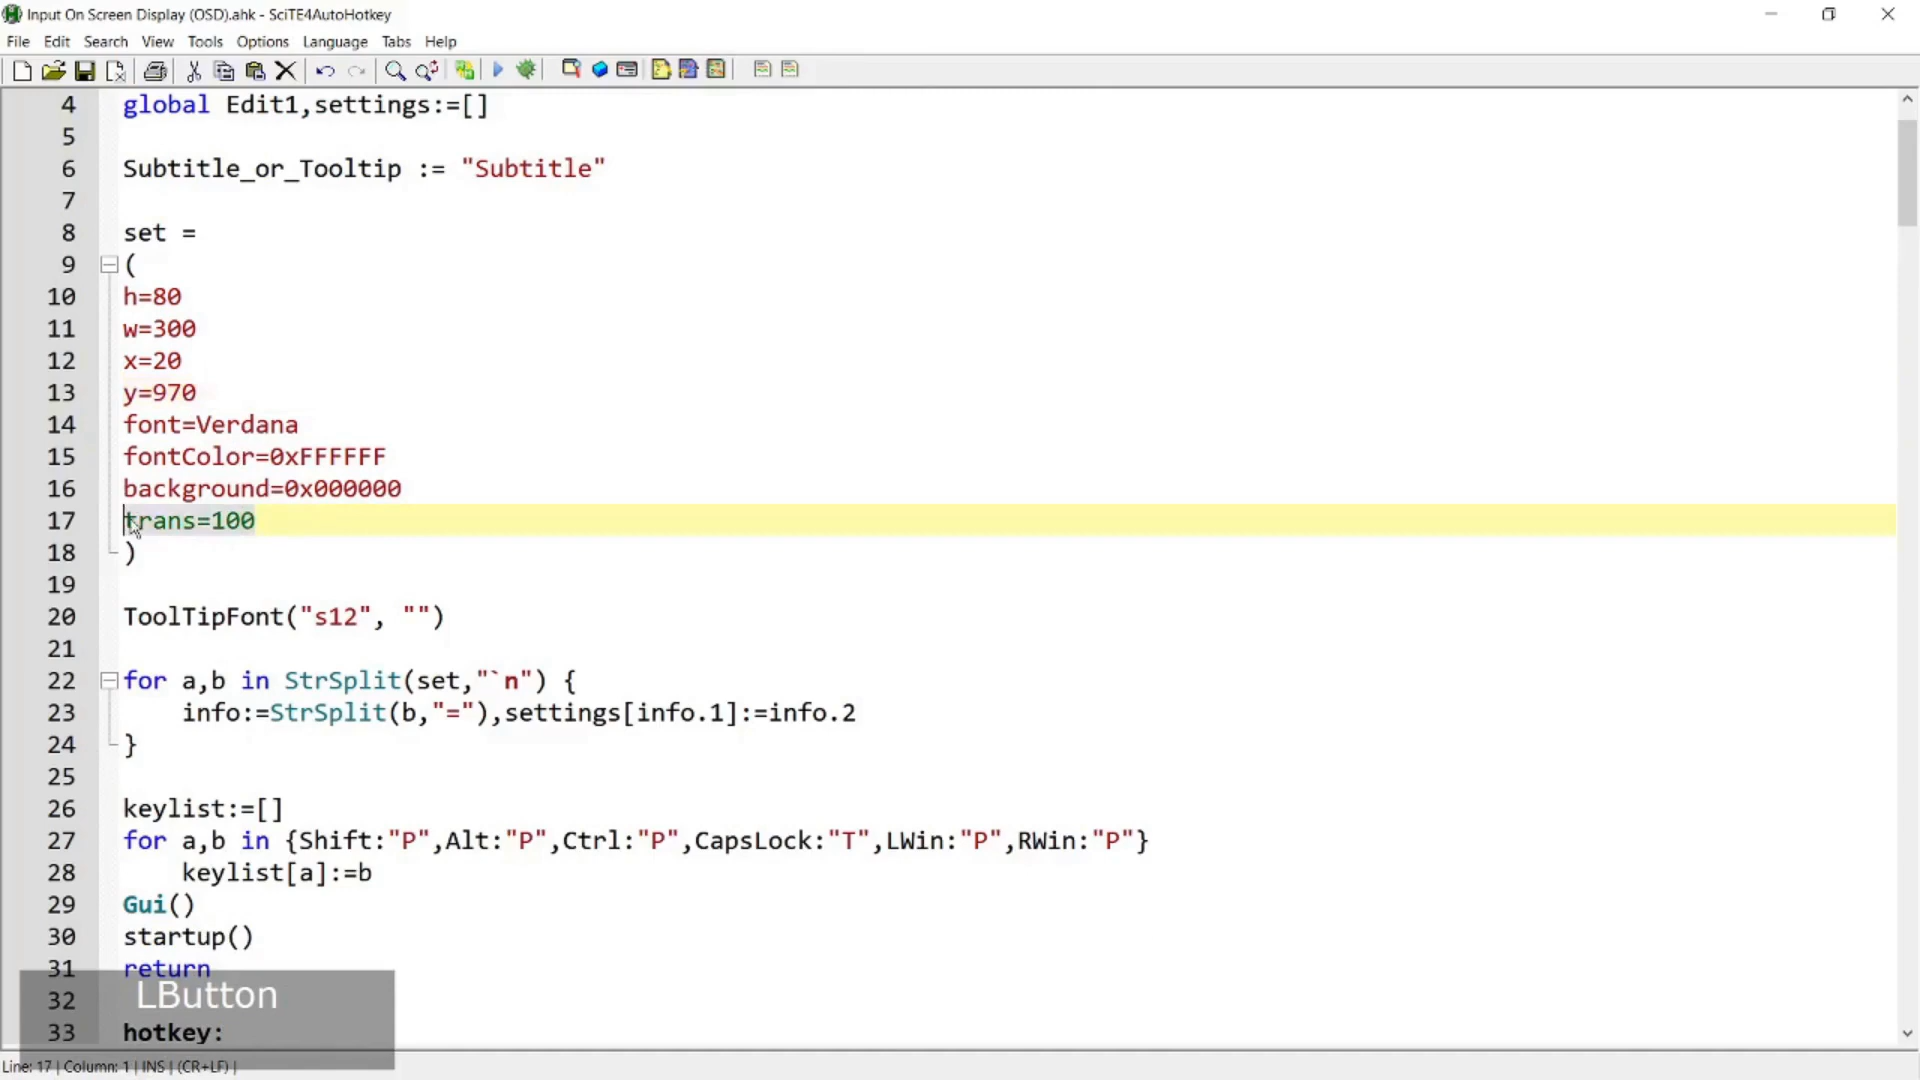 Input On Screen Display (OSD).ahk - SciTE4AutoHotkey
File Edit Search View Tools Options Language Tabs Help
4 global Edit1,settings:=[]
5
6 Subtitle_or_Tooltip := "Subtitle"
7
8 set =
9 (
10 h=80
11 w=300
12 x=20
13 y=970
14 font=Verdana
15 fontColor=0xFFFFFF
16 background=0x000000
17 trans=100
18 )
19
20 ToolTipFont("s12", "")
21
22 for a,b in StrSplit(set,"`n") {
23 info:=StrSplit(b,"="),settings[info.1]:=info.2
24 }
25
26 keylist:=[]
27 for a,b in {Shift:"P",Alt:"P",Ctrl:"P",CapsLock:"T",LWin:"P",RWin:"P"}
28 keylist[a]:=b
29 Gui()
30 startup()
31 return
32
33 hotkey:
LButton
Line: 17 | Column: 1 | INS | (CR+LF) |